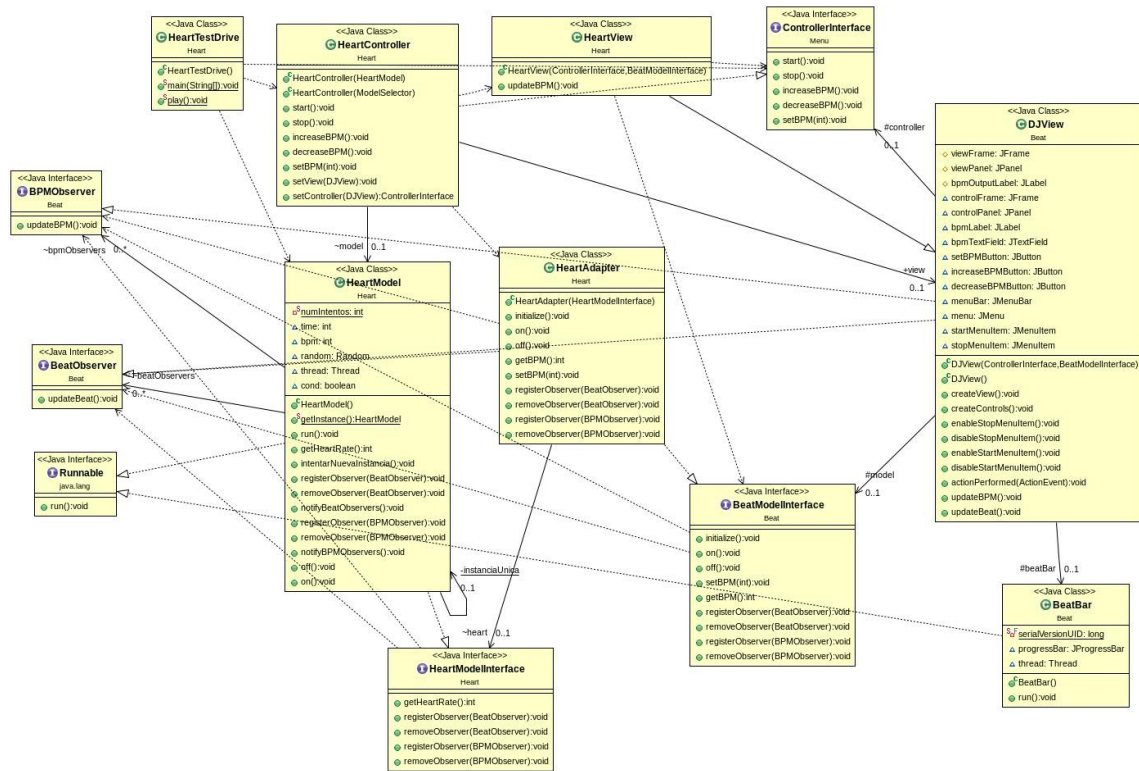 <<Java Class>>
HeartTestDrive
Heart
HeartTestDrive()
main(String[]):void
play():void
<<Java Class>>
HeartController
Heart
HeartController(HeartModel)
HeartController(ModelSelector)
start():void
stop():void
increaseBPM():void
decreaseBPM():void
setBPM(int):void
setView(DJView):void
setController(DJView):ControllerInterface
<<Java Class>>
HeartView
Heart
HeartView(ControllerInterface,BeatModelInterface)
updateBPM():void
<<Java Interface>>
ControllerInterface
Menu
start():void
stop():void
increaseBPM():void
decreaseBPM():void
setBPM(int):void
#controller
0..1
<<Java Class>>
DJView
Beat
viewFrame: JFrame
viewPanel: JPanel
bpmOutputLabel: JLabel
controlFrame: JFrame
controlPanel: JPanel
bpmLabel: JLabel
bpmTextField: JTextField
setBPMButton: JButton
increaseBPMButton: JButton
decreaseBPMButton: JButton
menuBar: JMenuBar
menu: JMenu
startMenuItem: JMenuItem
stopMenuItem: JMenuItem
DJView(ControllerInterface,BeatModelInterface)
DJView()
createView():void
createControls():void
enableStopMenuItem():void
disableStopMenuItem():void
enableStartMenuItem():void
disableStartMenuItem():void
actionPerformed(ActionEvent):void
updateBPM():void
updateBeat():void
<<Java Interface>>
BPMObserver
Beat
updateBPM():void
~bpmObservers
0..*
~model
0..1
+view
0..1
<<Java Class>>
HeartModel
Heart
numIntentos: int
time: int
bpm: int
random: Random
thread: Thread
cond: boolean
HeartModel()
getInstance():HeartModel
run():void
getHeartRate():int
intentarNuevaInstancia():void
registerObserver(BeatObserver):void
removeObserver(BeatObserver):void
notifyBeatObservers():void
registerObserver(BPMObserver):void
removeObserver(BPMObserver):void
notifyBPMObservers():void
off():void
on():void
<<Java Class>>
HeartAdapter
Heart
HeartAdapter(HeartModelInterface)
initialize():void
on():void
off():void
getBPM():int
setBPM(int):void
registerObserver(BeatObserver):void
removeObserver(BeatObserver):void
registerObserver(BPMObserver):void
removeObserver(BPMObserver):void
<<Java Interface>>
BeatObserver
Beat
updateBeat():void
~beatObservers
0..*
<<Java Interface>>
Runnable
java.lang
run():void
#model
0..1
<<Java Interface>>
BeatModelInterface
Beat
initialize():void
on():void
off():void
setBPM(int):void
getBPM():int
registerObserver(BeatObserver):void
removeObserver(BeatObserver):void
registerObserver(BPMObserver):void
removeObserver(BPMObserver):void
-instanciaUnica
0..1
#beatBar
0..1
<<Java Class>>
BeatBar
Beat
serialVersionUID: long
progressBar: JProgressBar
thread: Thread
BeatBar()
run():void
~heart
0..1
<<Java Interface>>
HeartModelInterface
Heart
getHeartRate():int
registerObserver(BeatObserver):void
removeObserver(BeatObserver):void
registerObserver(BPMObserver):void
removeObserver(BPMObserver):void